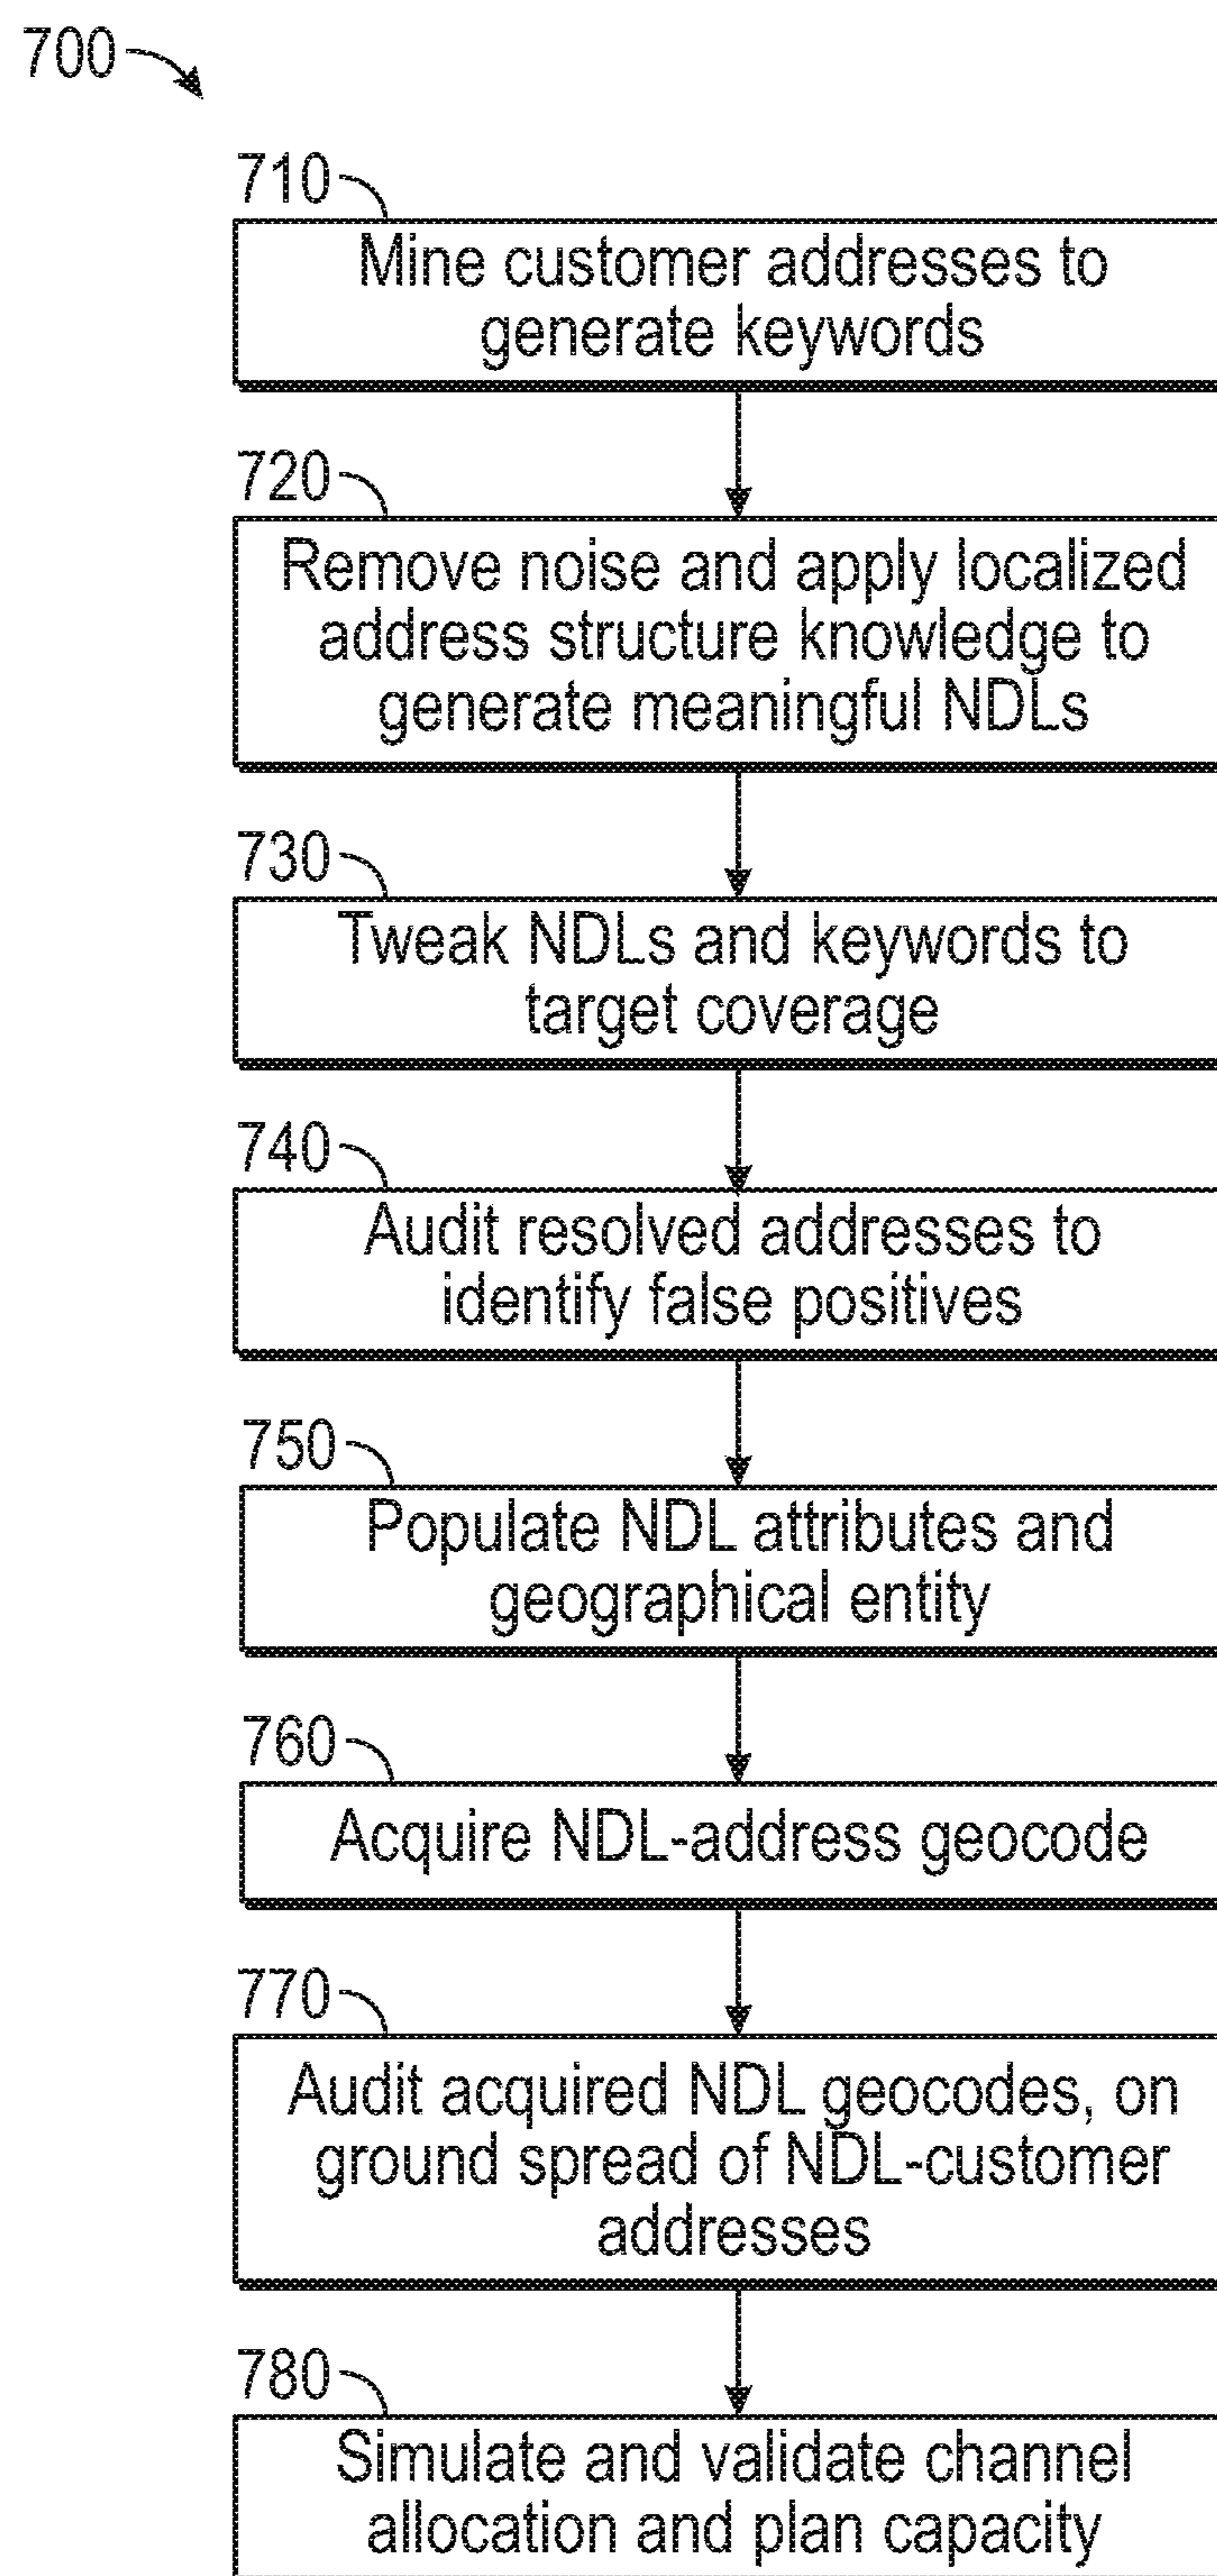 700
710
Mine customer addresses to
generate keywords
720
Remove noise and apply localized
address structure knowledge to
generate meaningful NDLs
730
Tweak NDLs and keywords to
target coverage
740
Audit resolved addresses to
identify false positives
750
Populate NDL attributes and
geographical entity
760
Acquire NDL-address geocode
770
Audit acquired NDL geocodes, on
ground spread of NDL-customer
addresses
780
Simulate and validate channel
allocation and plan capacity